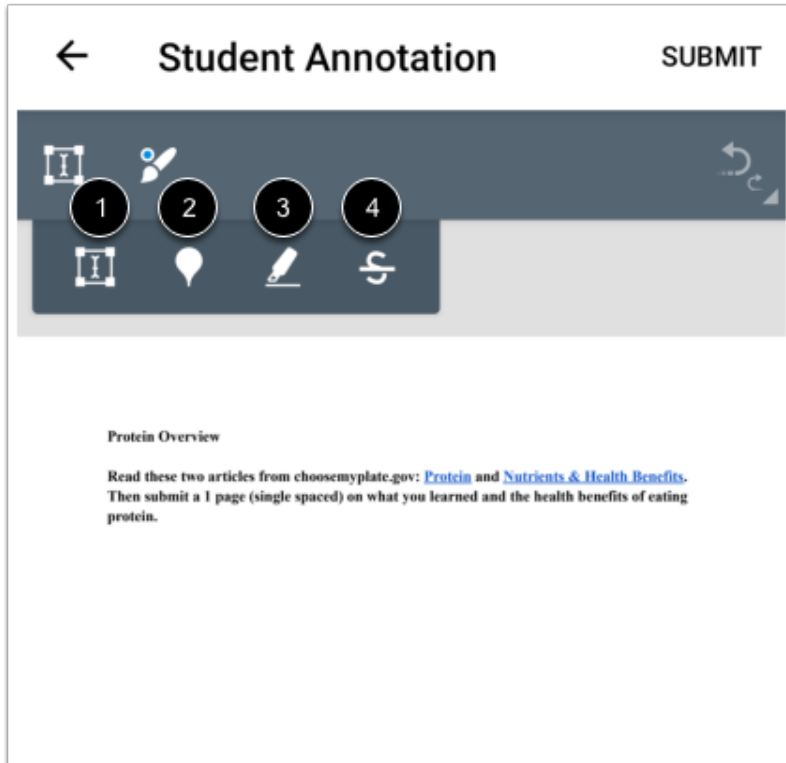 Student Annotation SUBMIT
1 2 3 4
Protein Overview
Read these two articles from choosemyplate.gov: Protein and Nutrients & Health Benefits.
Then submit a 1 page (single spaced) on what you learned and the health benefits of eating
protein.